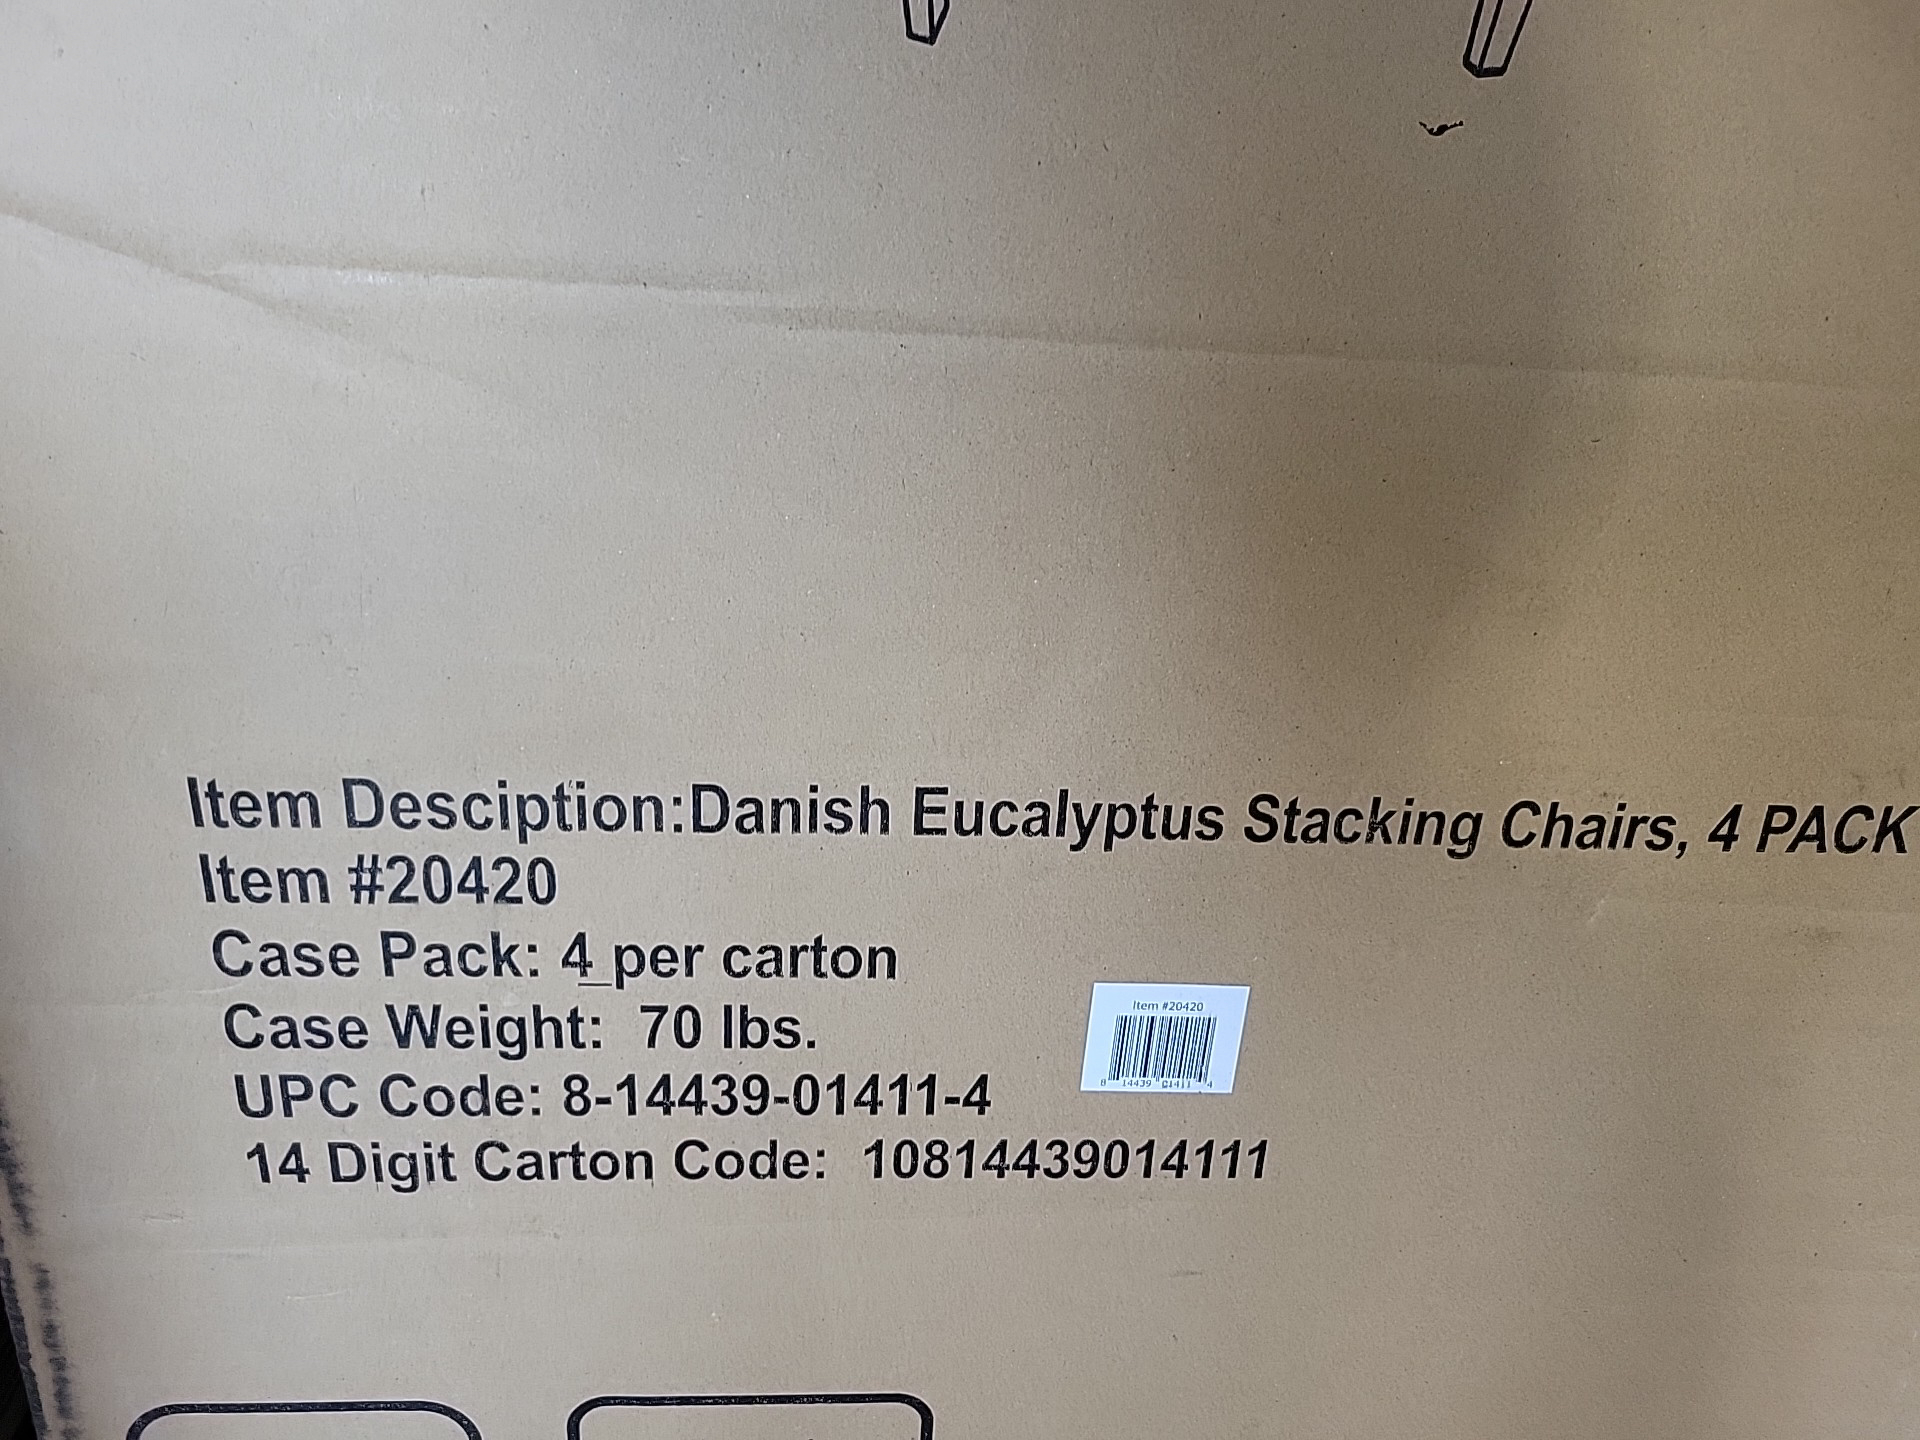 Item Desciption:Danish Eucalyptus Stacking Chairs, 4 PACK
Item #20420
Case Pack: 4 per carton
Case Weight: 70 lbs.
UPC Code: 8-14439-01411-4
14 Digit Carton Code: 10814439014111
Item #20420
8 14439 01411 4